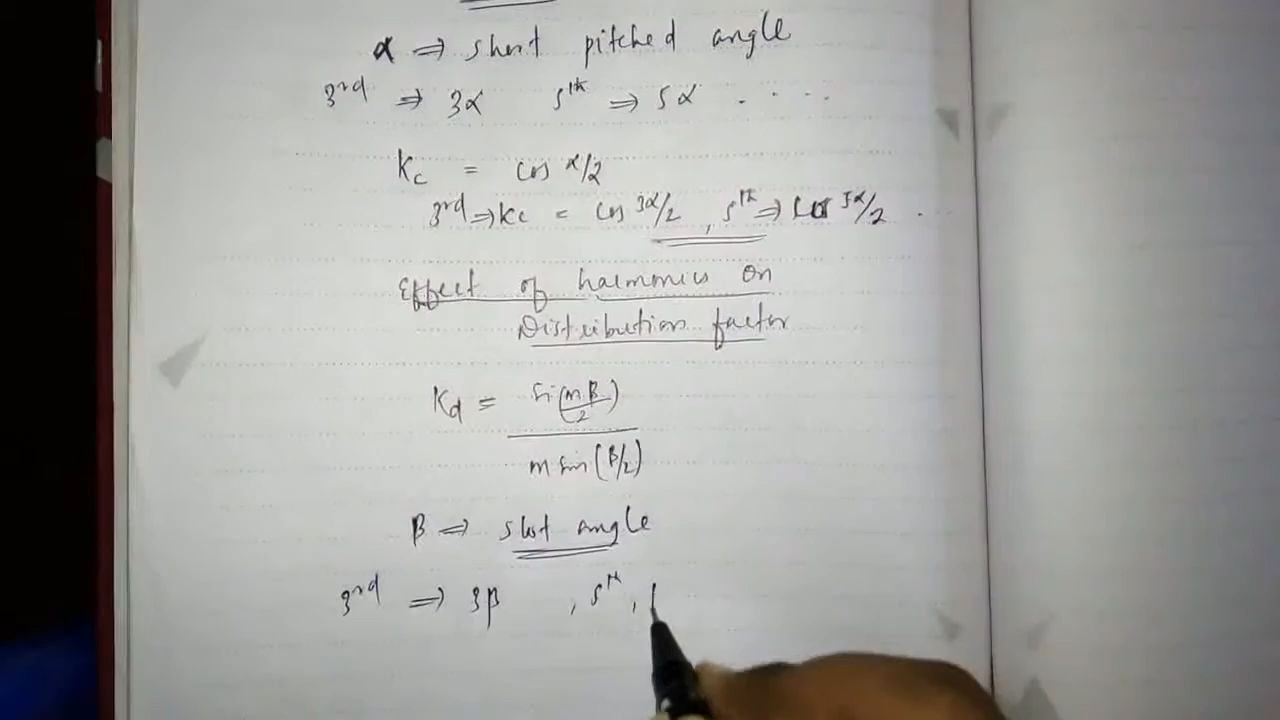 α ⇒ short pitched angle
3rd ⇒ 3α 5th ⇒ 5α . . . .
Kc = cos α/2
3rd ⇒ Kc = cos 3α/2 , 5th ⇒ cos 5α/2 .
Effect of harmonics on
Distribution factor
Kd = sin(mβ/2) / m sin(β/2)
β ⇒ slot angle
3rd ⇒ 3β , 5th ,